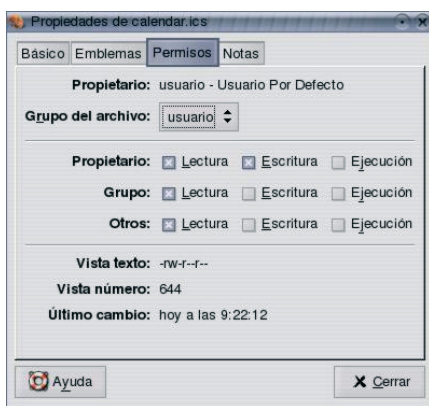 Propiedades de calendar.ics
Básico Emblemas Permisos Notas
Propietario: usuario - Usuario Por Defecto
Grupo del archivo: usuario
Propietario: Lectura Escritura Ejecución
Grupo: Lectura Escritura Ejecución
Otros: Lectura Escritura Ejecución
Vista texto: -rw-r--r--
Vista número: 644
Último cambio: hoy a las 9:22:12
Ayuda Cerrar